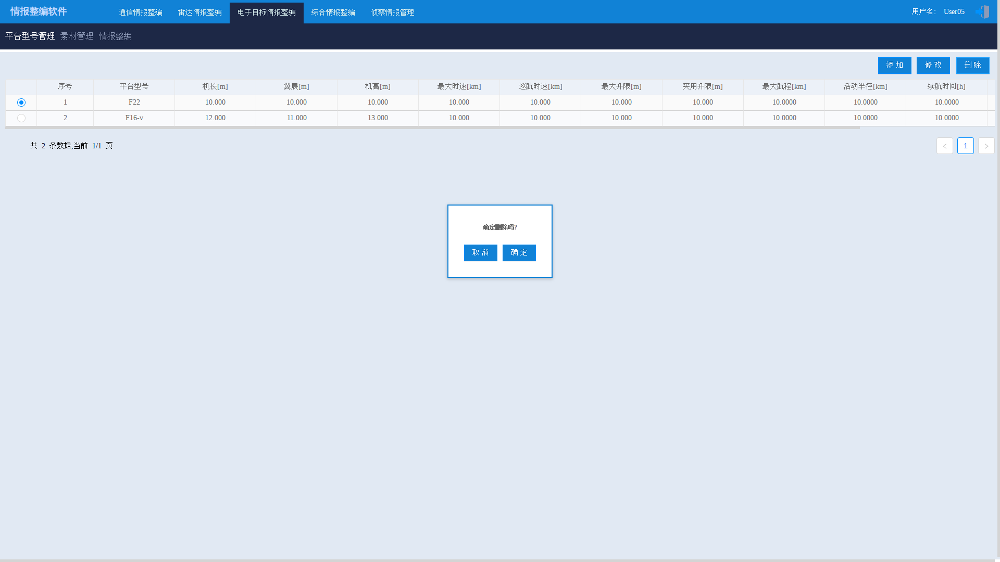 情报整编软件 通信情报整编 雷达情报整编 电子目标情报整编 综合情报整编 侦察情报管理 用户名： User05
平台型号管理 素材管理 情报整编
添 加 修 改 删 除
序号 平台型号 机长[m] 翼展[m] 机高[m] 最大时速[km] 巡航时速[km] 最大升限[m] 实用升限[m] 最大航程[km] 活动半径[km] 续航时间[h]
1 F22 10.000 10.000 10.000 10.000 10.000 10.000 10.000 10.0000 10.0000 10.0000
2 F16-v 12.000 11.000 13.000 10.000 10.000 10.000 10.000 10.0000 10.0000 10.0000
共 2 条数据,当前 1/1 页 < 1 >
确定删除吗?
取 消 确 定